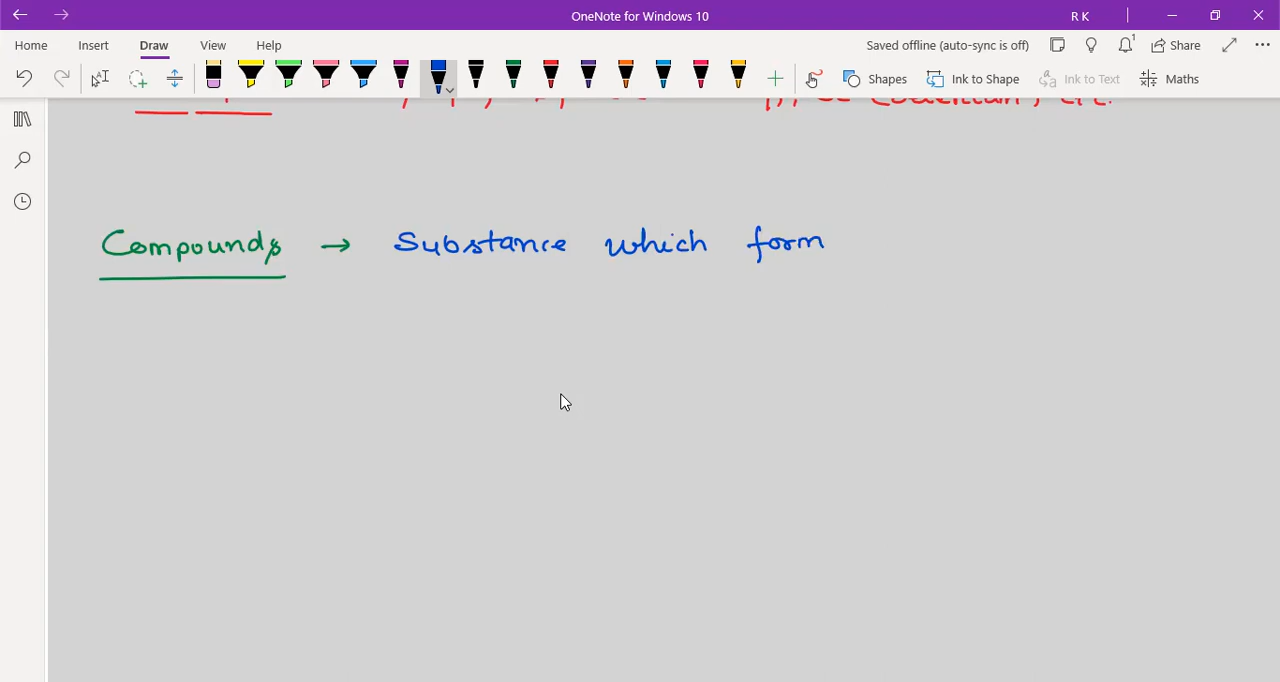 OneNote for Windows 10
R K
Home Insert Draw View Help
Saved offline (auto-sync is off) 1 Share
Shapes Ink to Shape Ink to Text Maths
Compounds → Substance which form